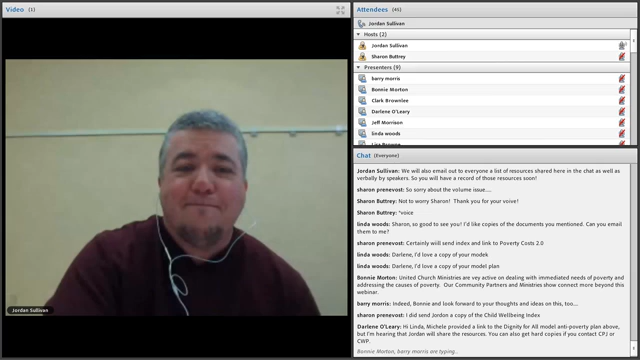 Video (1)
Jordan Sullivan
Attendees (45)
Jordan Sullivan
Hosts (2)
Jordan Sullivan
Sharon Buttrey
Presenters (9)
barry morris
Bonnie Morton
Clark Brownlee
Darlene O'Leary
Jeff Morrison
linda woods
Chat (Everyone)
Jordan Sullivan: We will also email out to everyone a list of resources shared here in the chat as well as
verbally by speakers. So you will have a record of those resources soon!
sharon prenevost: So sorry about the volume issue....
Sharon Buttrey: Not to worry Sharon! Thank you for your voive!
Sharon Buttrey: *voice
linda woods: Sharon, so good to see you! I'd like copies of the documents you mentioned. Can you email
them to me?
sharon prenevost: Certainly will send index and link to Poverty Costs 2.0
linda woods: Darlene, I'd love a copy of your modek
linda woods: Darlene, I'd love a copy of your model plan
Bonnie Morton: United Church Ministries are vey active on dealing with immediated needs of poverty and
addressing the causes of poverty. Our Community Partners and Ministries show connect more beyond this
webinar.
barry morris: Indeed, Bonnie and look forward to your thoughts and ideas on this, too...
sharon prenevost: I did send Jordon a copy of the Child Wellbeing Index
Darlene O'Leary: Hi Linda, Michele provided a link to the Dignity for All model anti-poverty plan above,
but I'm hearing that Jordan will share the resources. You can also get hard copies if you contact CPJ or
CWP.
Bonnie Morton, barry morris are typing...